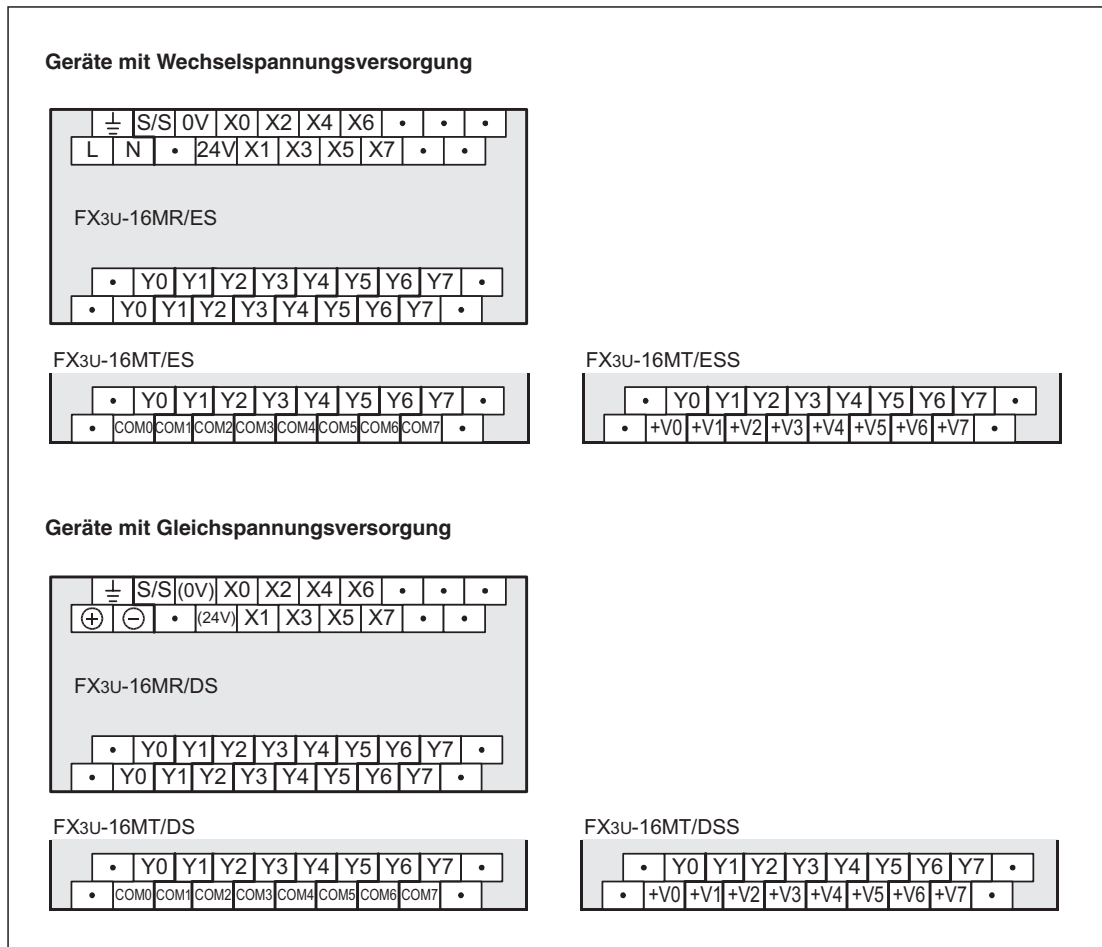 Geräte mit Wechselspannungsversorgung
⏚ S/S 0V X0 X2 X4 X6 • • •
L N • 24V X1 X3 X5 X7 • •
FX3U-16MR/ES
• Y0 Y1 Y2 Y3 Y4 Y5 Y6 Y7 •
• Y0 Y1 Y2 Y3 Y4 Y5 Y6 Y7 •
FX3U-16MT/ES
• Y0 Y1 Y2 Y3 Y4 Y5 Y6 Y7 •
• COM0 COM1 COM2 COM3 COM4 COM5 COM6 COM7 •
FX3U-16MT/ESS
• Y0 Y1 Y2 Y3 Y4 Y5 Y6 Y7 •
• +V0 +V1 +V2 +V3 +V4 +V5 +V6 +V7 •
Geräte mit Gleichspannungsversorgung
⏚ S/S (0V) X0 X2 X4 X6 • • •
⊕ ⊖ • (24V) X1 X3 X5 X7 • •
FX3U-16MR/DS
• Y0 Y1 Y2 Y3 Y4 Y5 Y6 Y7 •
• Y0 Y1 Y2 Y3 Y4 Y5 Y6 Y7 •
FX3U-16MT/DS
• Y0 Y1 Y2 Y3 Y4 Y5 Y6 Y7 •
• COM0 COM1 COM2 COM3 COM4 COM5 COM6 COM7 •
FX3U-16MT/DSS
• Y0 Y1 Y2 Y3 Y4 Y5 Y6 Y7 •
• +V0 +V1 +V2 +V3 +V4 +V5 +V6 +V7 •